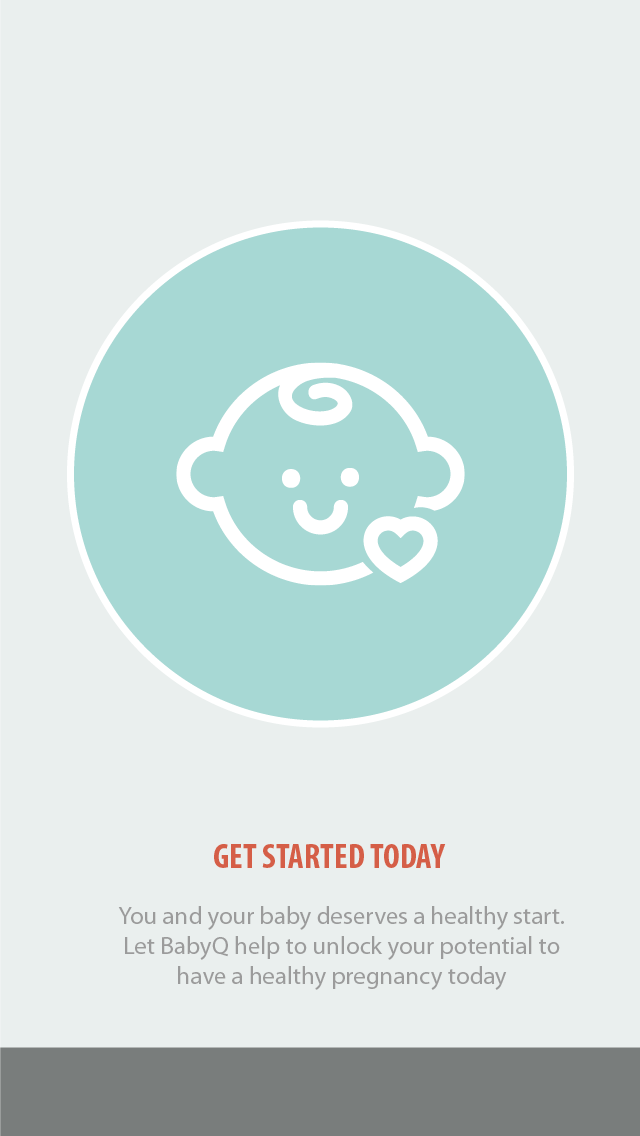 GET STARTED TODAY
You and your baby deserves a healthy start.
Let BabyQ help to unlock your potential to
have a healthy pregnancy today